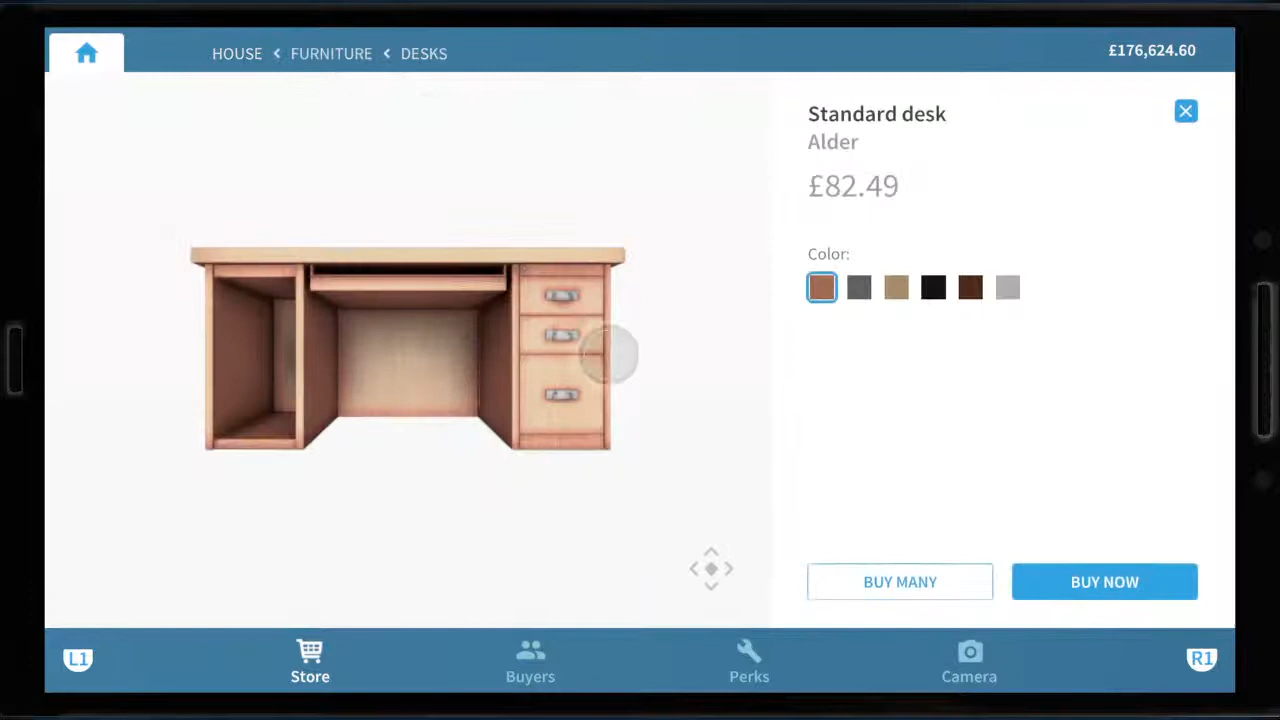 HOUSE < FURNITURE < DESKS
£176,624.60
Standard desk
Alder
£82.49
Color:
BUY MANY
BUY NOW
L1
Store
Buyers
Perks
Camera
R1